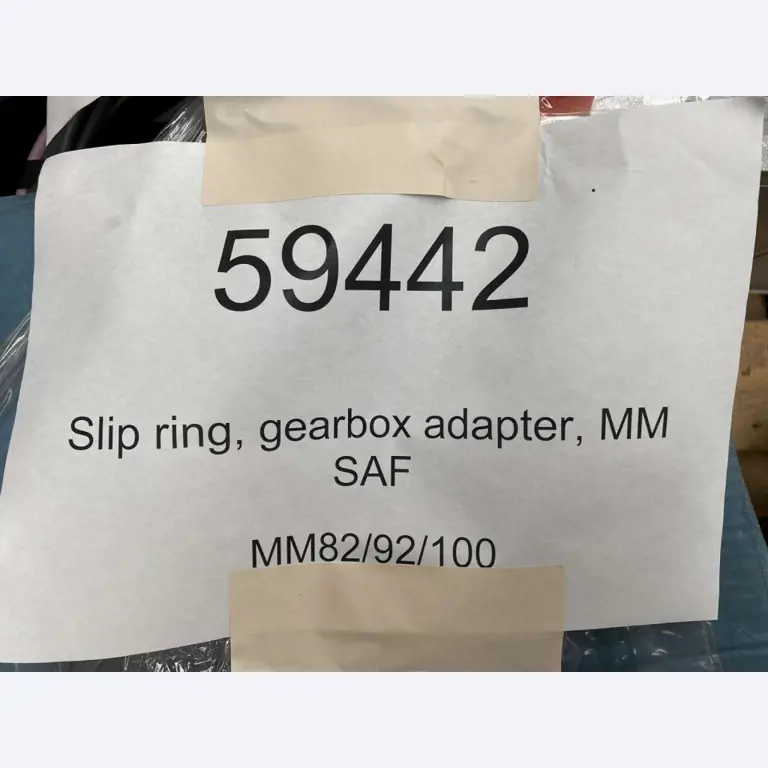 59442
Slip ring, gearbox adapter, MM
SAF
MM82/92/100